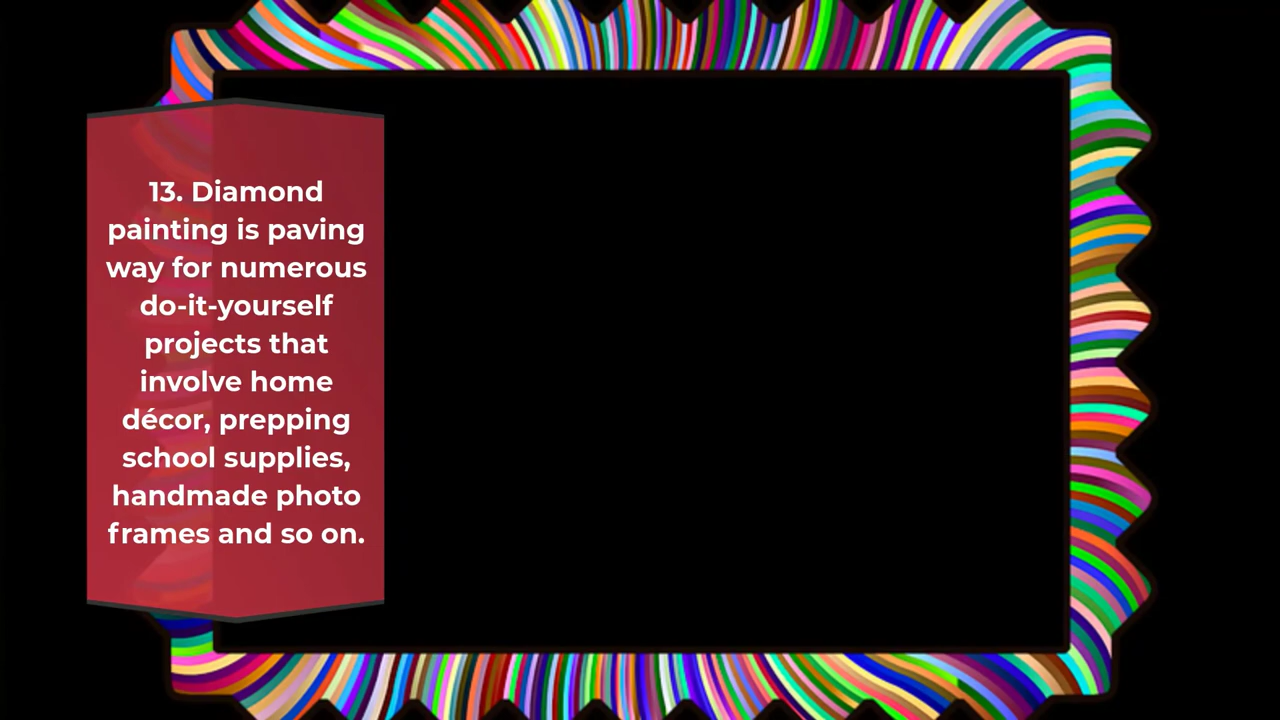 13. Diamond
painting is paving
way for numerous
do-it-yourself
projects that
involve home
décor, prepping
school supplies,
handmade photo
frames and so on.